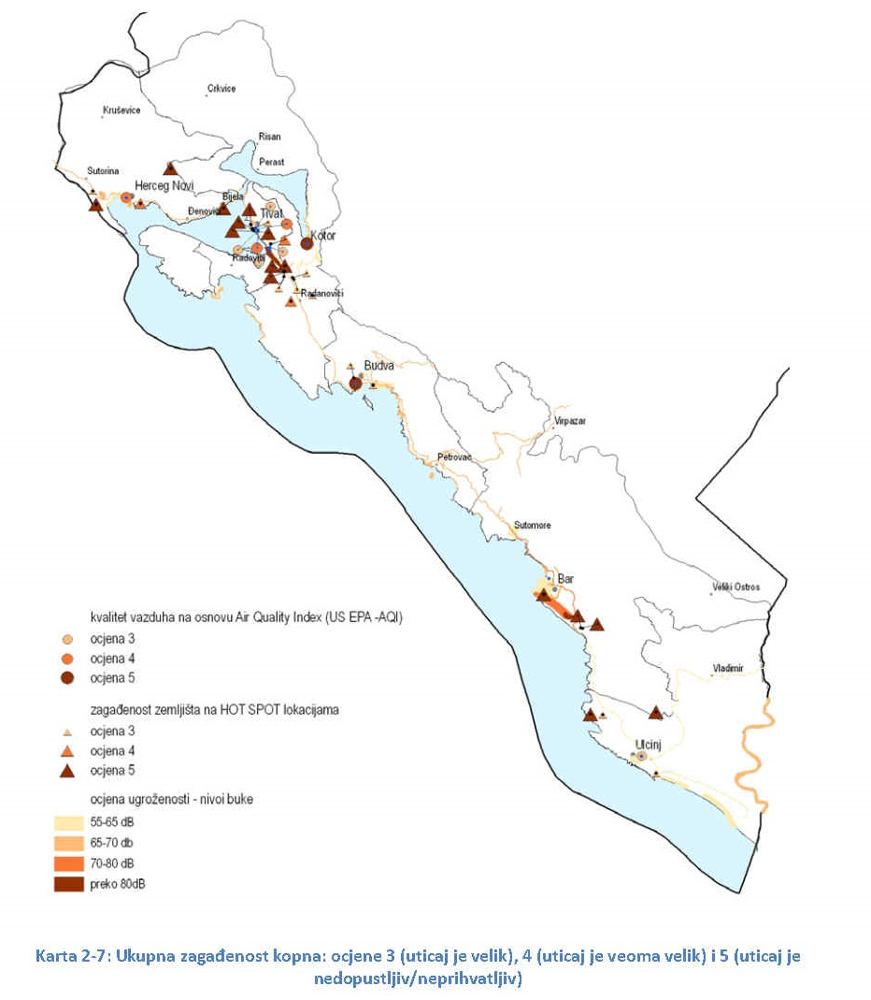 Crkvice
Kruševice
Risan
Perast
Sutorina
Herceg Novi
Bijela
Đenovići
Tivat
Kotor
Radovići
Radanovići
Budva
Virpazar
Petrovac
Sutomore
Bar
Veliki Ostros
Vladimir
Ulcinj
kvalitet vazduha na osnovu Air Quality Index (US EPA -AQI)
ocjena 3
ocjena 4
ocjena 5
zagađenost zemljišta na HOT SPOT lokacijama
ocjena 3
ocjena 4
ocjena 5
ocjena ugroženosti - nivoi buke
55-65 dB
65-70 db
70-80 dB
preko 80dB
Karta 2-7: Ukupna zagađenost kopna: ocjene 3 (uticaj je velik), 4 (uticaj je veoma velik) i 5 (uticaj je
nedopustljiv/neprihvatljiv)